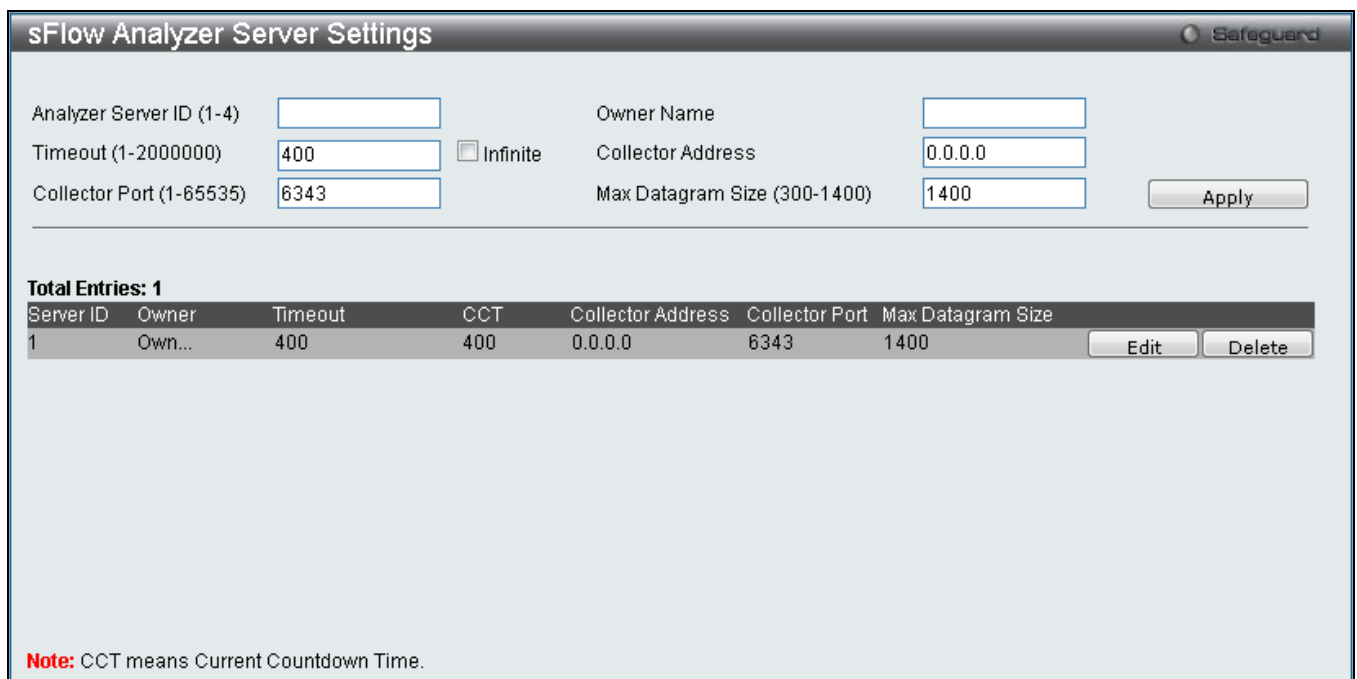 sFlow Analyzer Server Settings Safeguard
Analyzer Server ID (1-4) Owner Name
Timeout (1-2000000) 400 Infinite Collector Address 0.0.0.0
Collector Port (1-65535) 6343 Max Datagram Size (300-1400) 1400 Apply
Total Entries: 1
Server ID Owner Timeout CCT Collector Address Collector Port Max Datagram Size
1 Own... 400 400 0.0.0.0 6343 1400 Edit Delete
Note: CCT means Current Countdown Time.